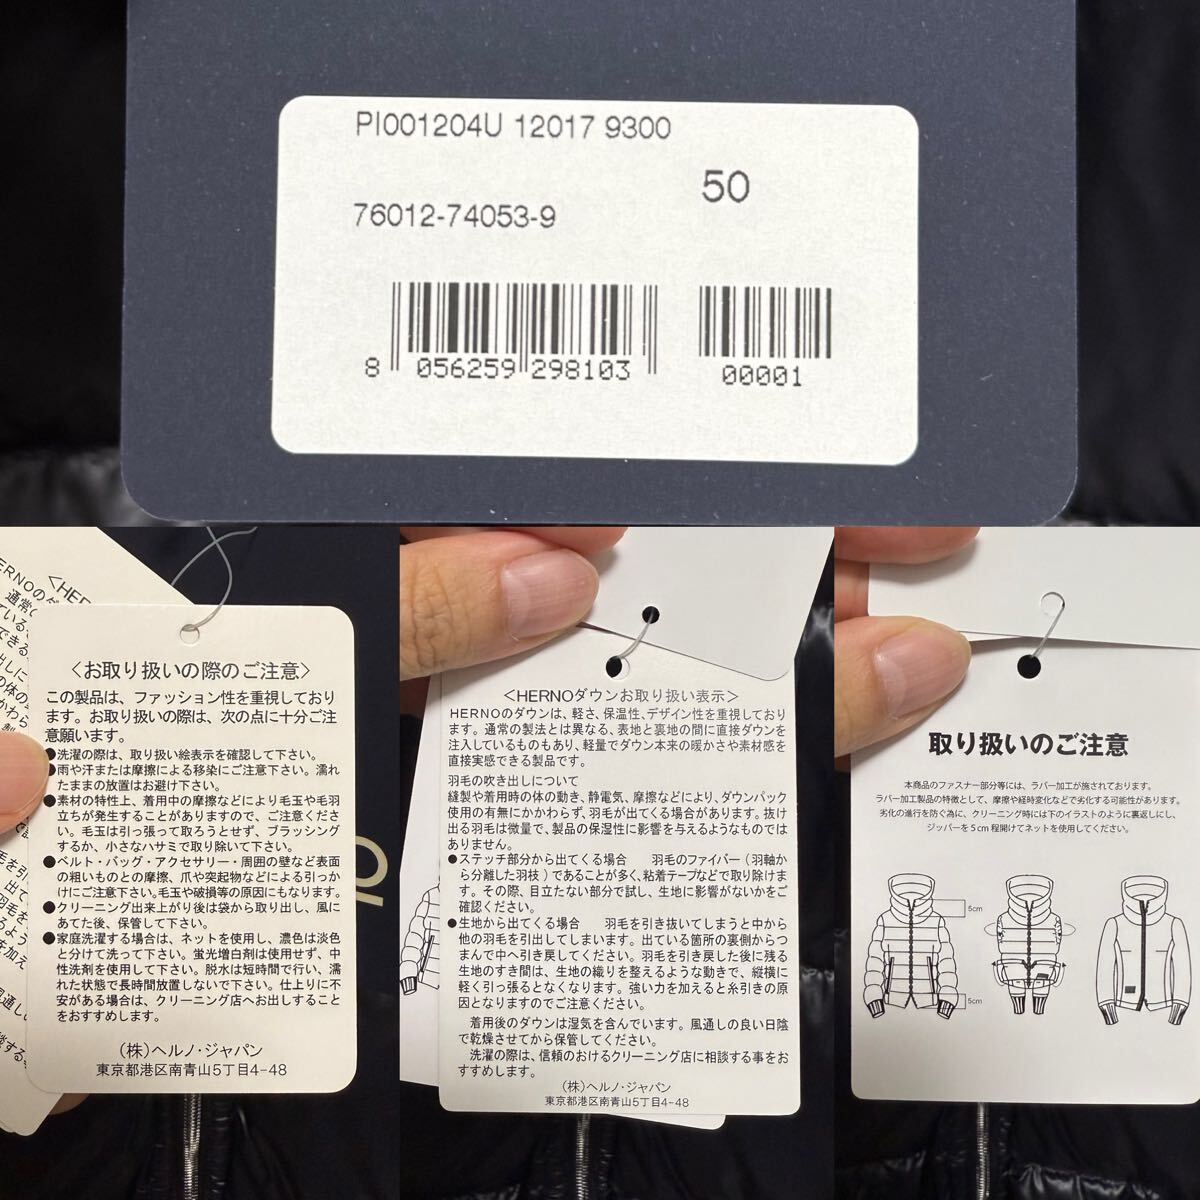 PI001204U 12017 9300
50
76012-74053-9
8 056259 298103
00001
<お取り扱いの際のご注意>
この製品は、ファッション性を重視しており
ます。お取り扱いの際は、次の点に十分ご注
意願います。
●洗濯の際は、取り扱い絵表示を確認して下さい。
●雨や汗または摩擦による移染にご注意下さい。濡れ
たままの放置はお避け下さい。
●素材の特性上、着用中の摩擦などにより毛玉や毛羽
立ちが発生することがありますので、ご注意くださ
い。毛玉は引っ張って取ろうとせず、ブラッシング
するか、小さなハサミで取り除いて下さい。
●ベルト・バッグ・アクセサリー・周囲の壁など表面
の粗いものとの摩擦、爪や突起物などによる引っか
けにご注意下さい。毛玉や破損等の原因にもなります。
●クリーニング出来上がり後は袋から取り出し、風に
あてた後、保管して下さい。
●家庭洗濯する場合は、ネットを使用し、濃色は淡色
と分けて洗って下さい。蛍光増白剤は使用せず、中
性洗剤を使用して下さい。脱水は短時間で行い、濡
れた状態で長時間放置しないで下さい。仕上りに不
安がある場合は、クリーニング店へお出しすること
をおすすめします。
(株)ヘルノ・ジャパン
東京都港区南青山5丁目4-48
<HERNOダウンお取り扱い表示>
HERNOのダウンは、軽さ、保温性、デザイン性を重視しており
ます。通常の製法とは異なる、表地と裏地の間に直接ダウンを
注入しているものもあり、軽量でダウン本来の暖かさや素材感を
直接実感できる製品です。
羽毛の吹き出しについて
縫製や着用時の体の動き、静電気、摩擦などにより、ダウンパック
使用の有無にかかわらず、羽毛が出てくる場合があります。抜け
出る羽毛は微量で、製品の保温性に影響を与えるようなものでは
ありません。
●ステッチ部分から出てくる場合 羽毛のファイバー(羽軸か
ら分離した羽枝)であることが多く、粘着テープなどで取り除けま
す。その際、目立たない部分で試し、生地に影響がないかをご確
認ください。
●生地から出てくる場合 羽毛を引き抜いてしまうと中から
他の羽毛を引出してしまいます。出ている箇所の裏側からつ
まんで中へ引き戻してください。羽毛を引き戻した後に残る
生地のすき間は、生地の織りを整えるような動きで、縦横に
軽く引っ張るとなくなります。強い力を加えると糸引きの原
因となりますのでご注意ください。
着用後のダウンは湿気を含んでいます。風通しの良い日陰
で乾燥させてから保管してください。
洗濯の際は、信頼のおけるクリーニング店に相談する事をお
すすめします。
(株)ヘルノ・ジャパン
東京都港区南青山5丁目4-48
取り扱いのご注意
本商品のファスナー部分等には、ラバー加工が施されております。
ラバー加工製品の特徴として、摩擦や経時変化などで劣化する可能性があります。
劣化の進行を防ぐ為に、クリーニング時には下のイラストのように裏返しにし、
ジッパーを5cm程開けてネットを使用してください。
5cm
5cm